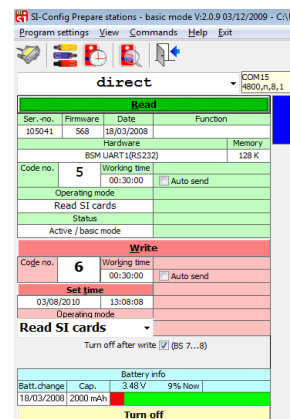 SI-Config Prepare stations - basic mode V:2.0.9 03/12/2009 - C:\
Program settings View Commands Help Exit
direct COM15
4800,n,8,1
Read
Ser.-no. Firmware Date Function
105041 568 18/03/2008
Hardware Memory
BSM UART1(RS232) 128 K
Code no. 5 Working time
00:30:00 Auto send
Operating mode
Read SI cards
Status
Active / basic mode
Write
Code no. 6 Working time
00:30:00 Auto send
Set time
03/08/2010 13:08:08
Operating mode
Read SI cards
Turn off after write (BS 7...8)
Battery info
Batt.change Cap. 3.48 V 9% Now
18/03/2008 2000 mAh
Turn off